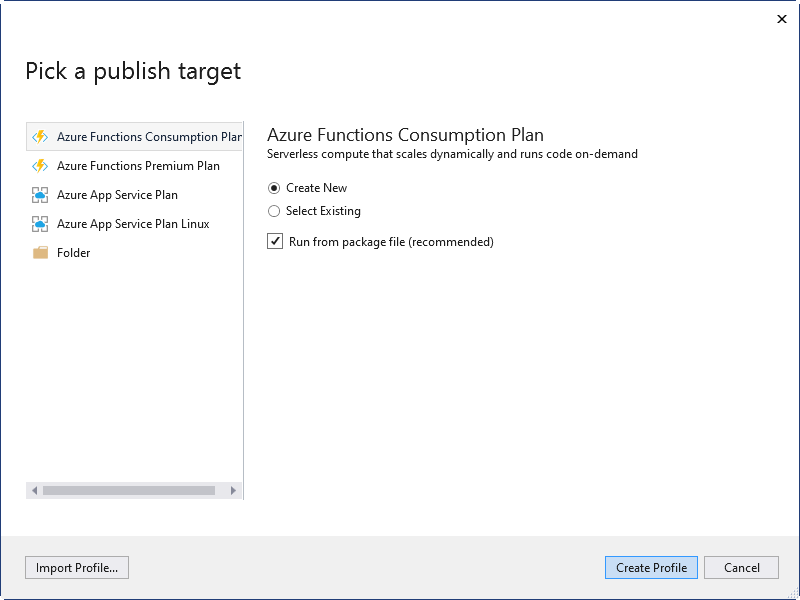 Pick a publish target
Azure Functions Consumption Plan
Azure Functions Premium Plan
Azure App Service Plan
Azure App Service Plan Linux
Folder
Azure Functions Consumption Plan
Serverless compute that scales dynamically and runs code on-demand
Create New
Select Existing
Run from package file (recommended)
Import Profile...
Create Profile
Cancel